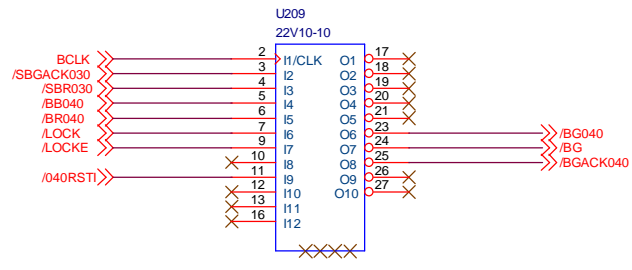 U209
22V10-10
BCLK 2 I1/CLK O1 17
/SBGACK030 3 I2 O2 18
/SBR030 4 I3 O3 19
/BB040 5 I4 O4 20
/BR040 6 I5 O5 21
/LOCK 7 I6 O6 23 /BG040
/LOCKE 9 I7 O7 24 /BG
10 I8 O8 25 /BGACK040
/040RSTI 11 I9 O9 26
12 I10 O10 27
13 I11
16 I12